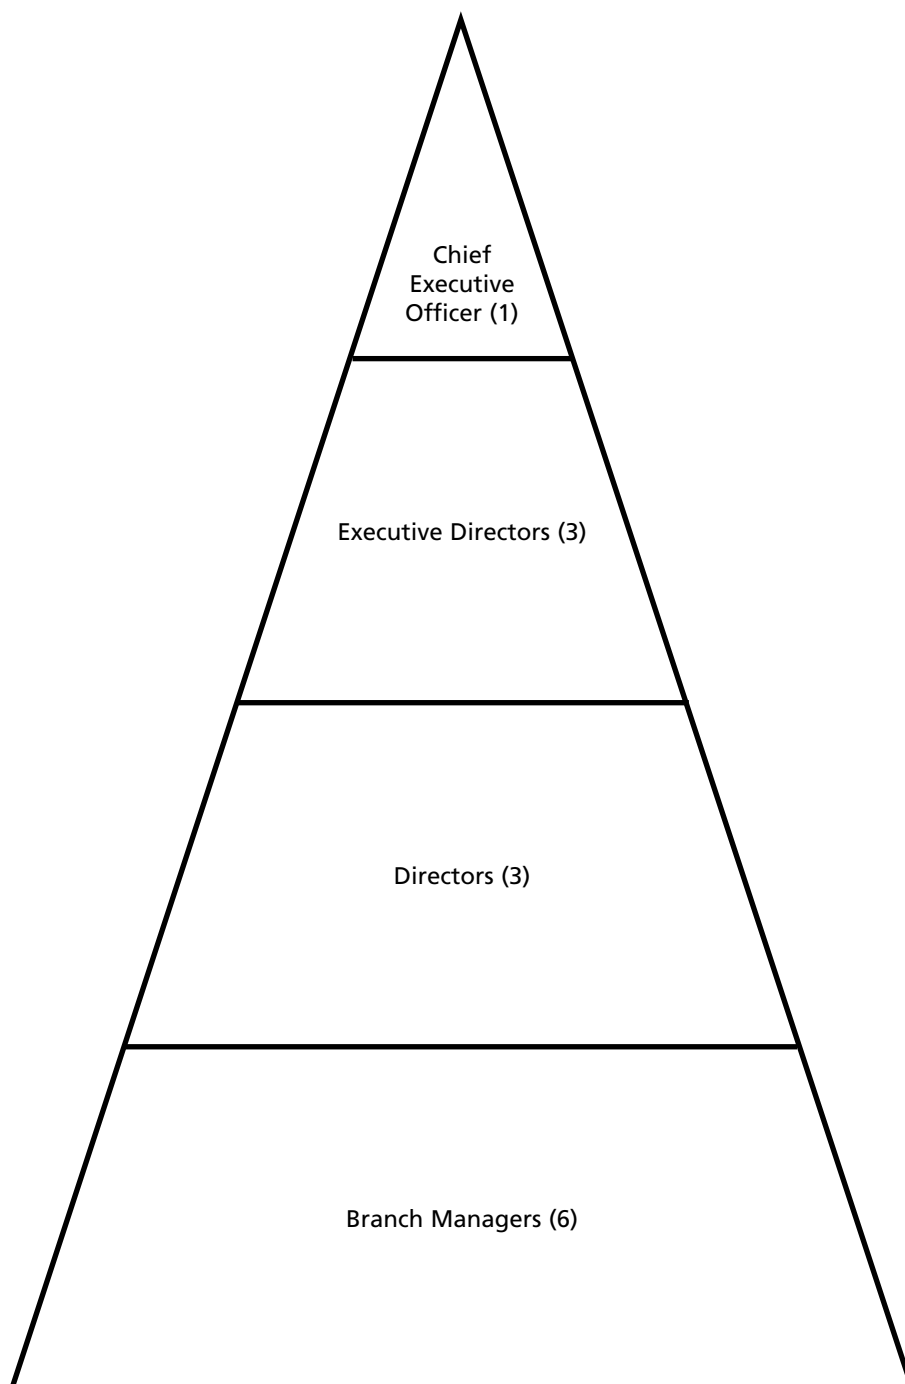 Chief
Executive
Officer (1)
Executive Directors (3)
Directors (3)
Branch Managers (6)